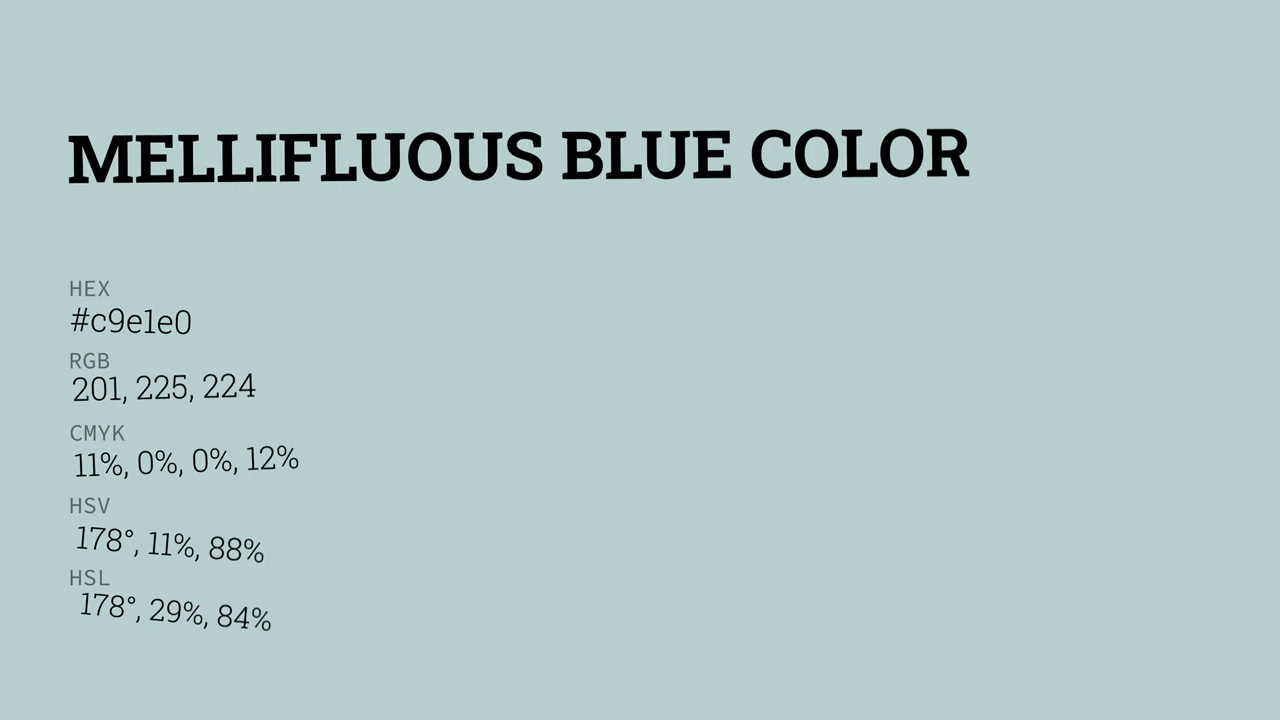 MELLIFLUOUS BLUE COLOR
HEX
#c9e1e0
RGB
201, 225, 224
CMYK
11%, 0%, 0%, 12%
HSV
178°, 11%, 88%
HSL
178°, 29%, 84%